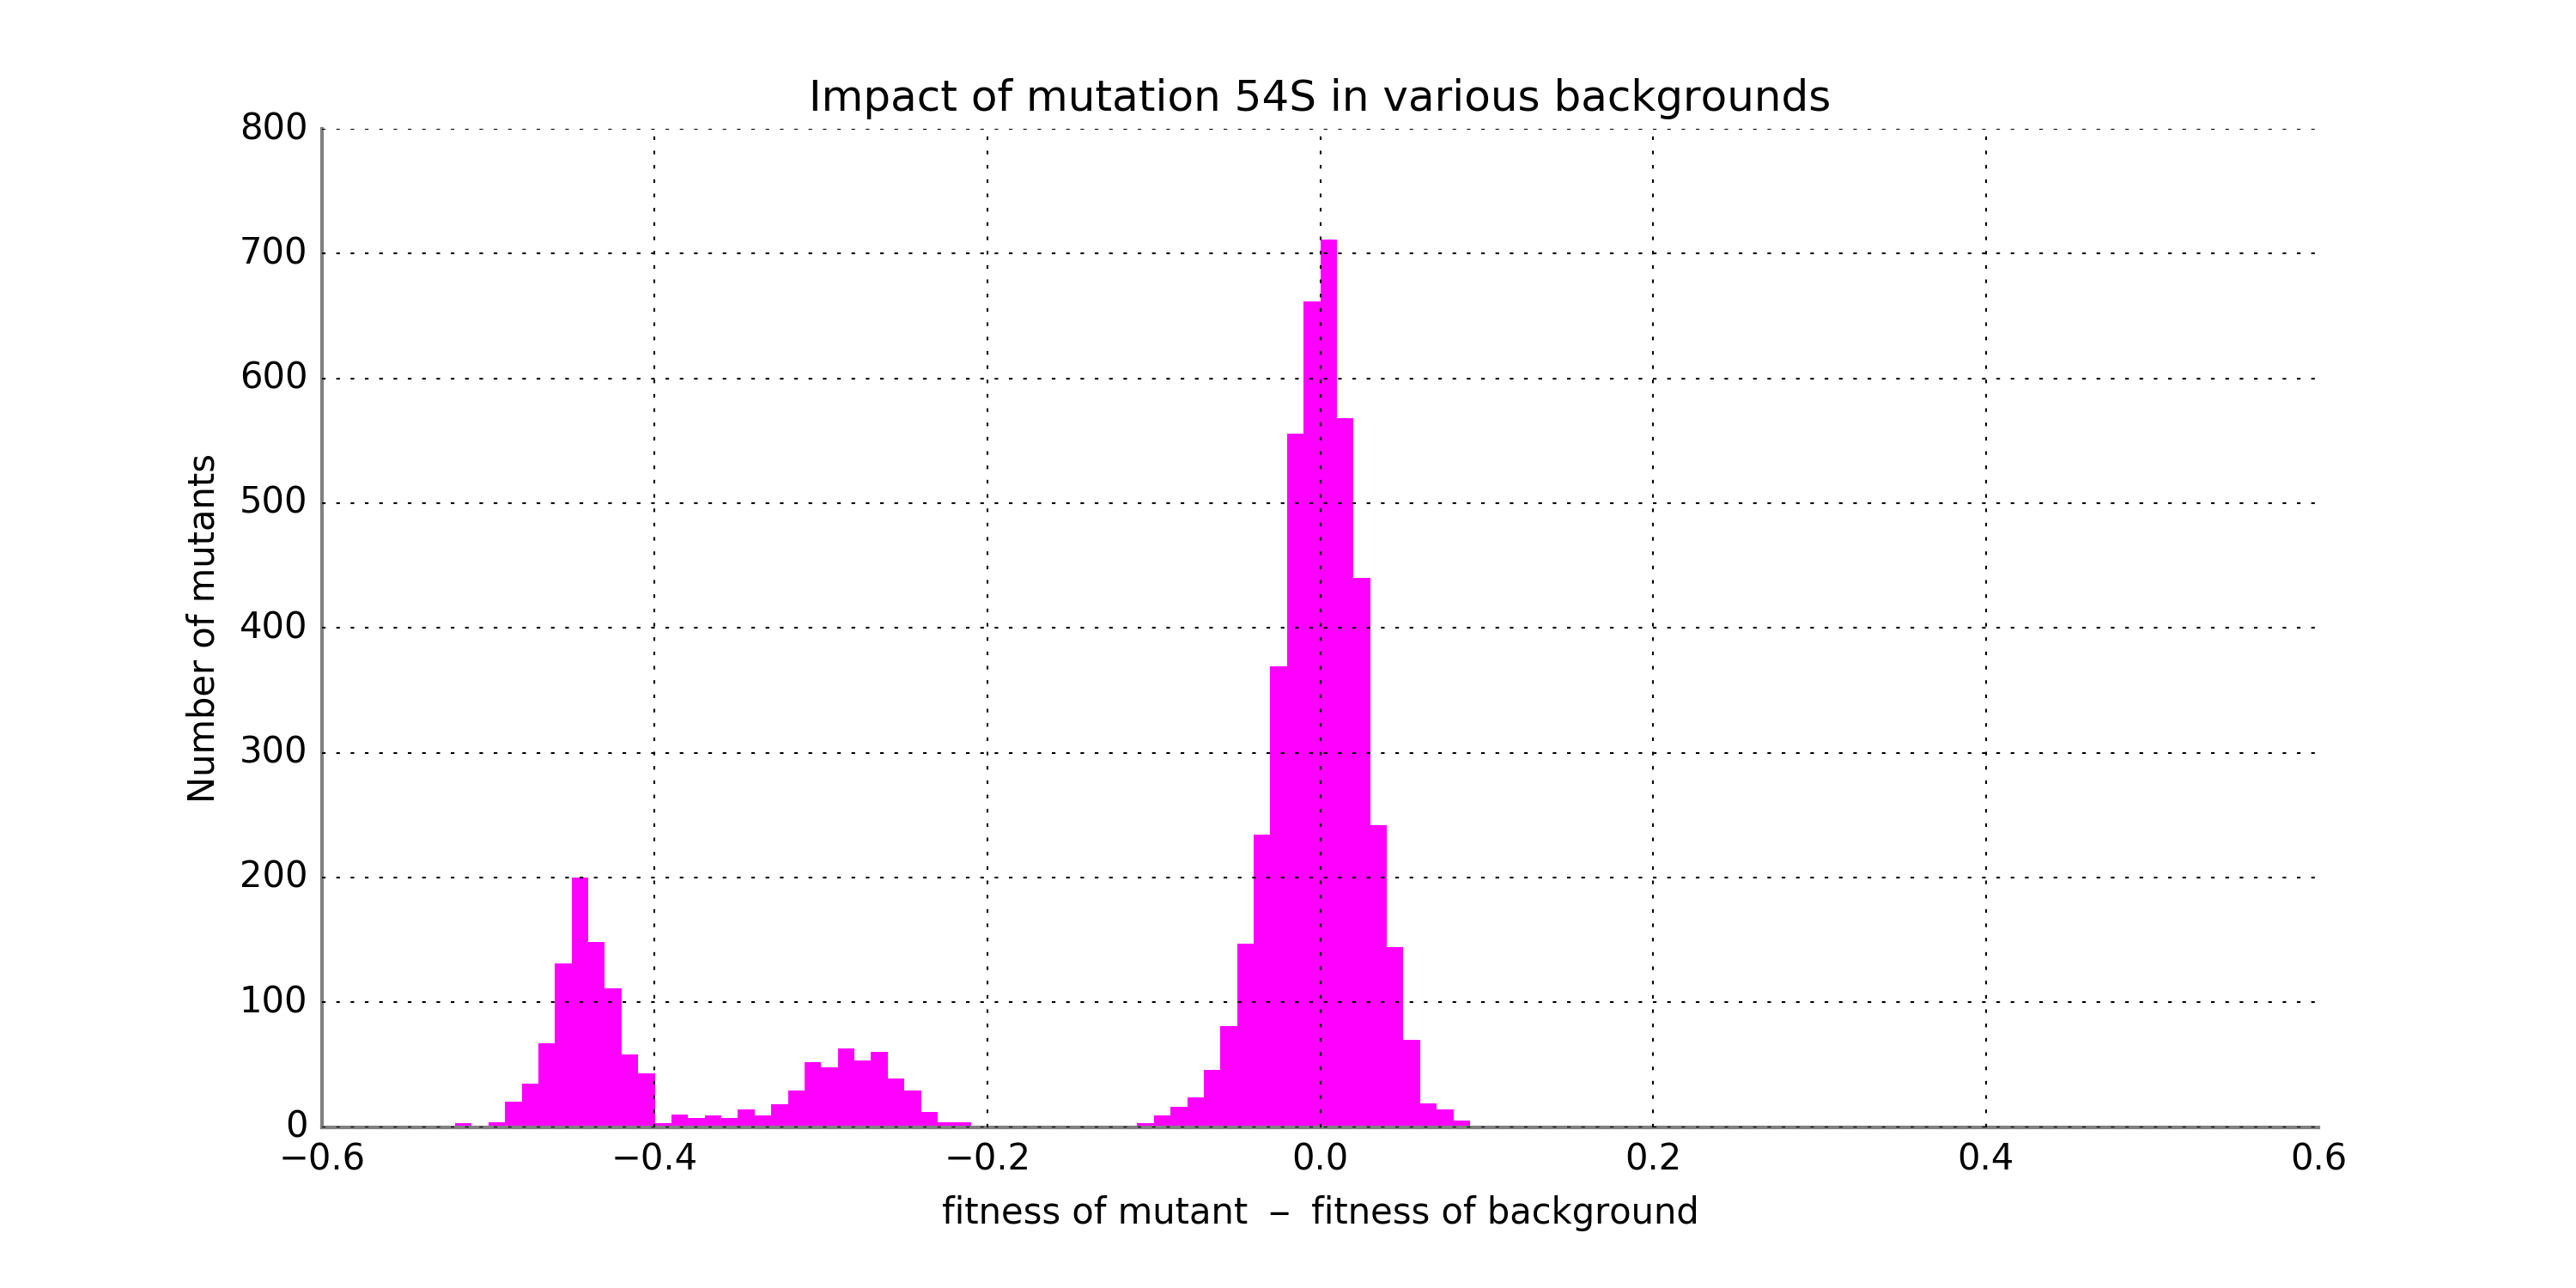 Impact of mutation 54S in various backgrounds
800
700
600
500
400
300
200
100
0
Number of mutants
−0.6 −0.4 −0.2 0.0 0.2 0.4 0.6
fitness of mutant – fitness of background